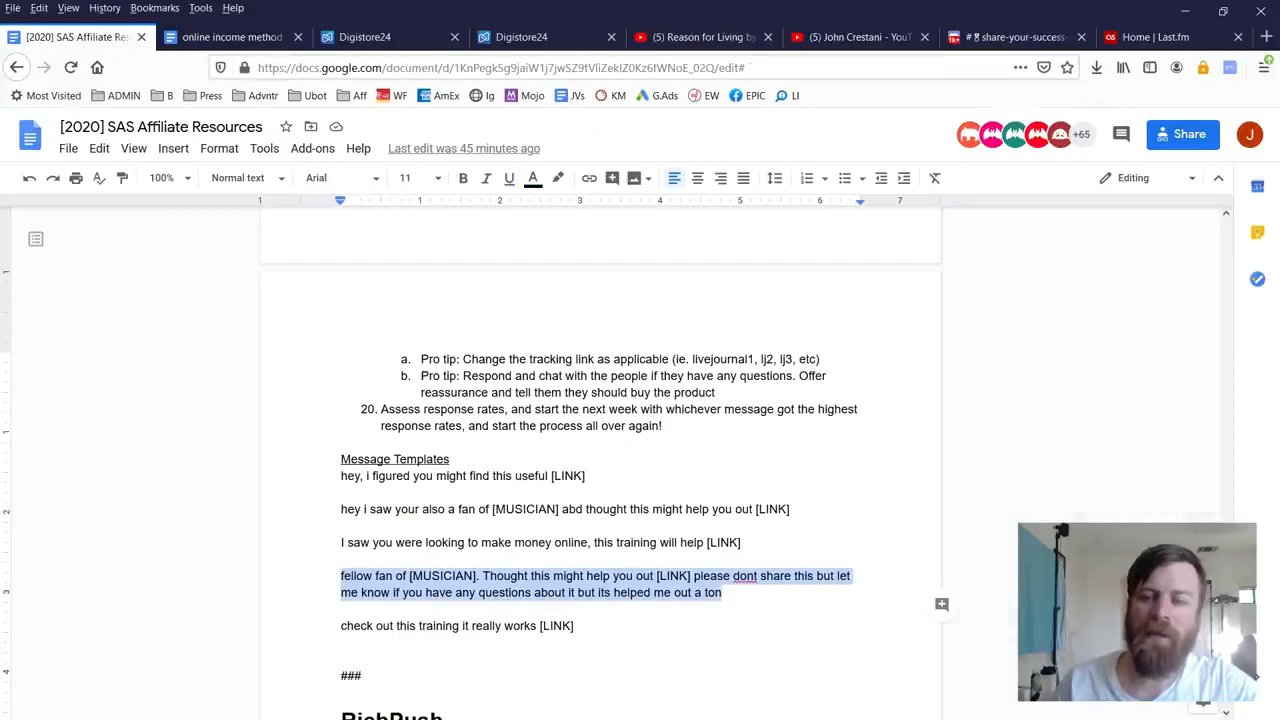 File Edit View History Bookmarks Tools Help
[2020] SAS Affiliate Res
online income method
Digistore24
Digistore24
(5) Reason for Living by
(5) John Crestani - YouT
share-your-success-
Home | Last.fm
https://docs.google.com/document/d/1KnPegk5g9jaiW1j7jwSZ9tVliZekIZ0Kz6fWNoE_02Q/edit#
Most Visited ADMIN B Press Advntr Ubot Aff WF AmEx Ig Mojo JVs KM G.Ads EW EPIC LI
[2020] SAS Affiliate Resources
+65
Share
J
File Edit View Insert Format Tools Add-ons Help Last edit was 45 minutes ago
100% Normal text Arial 11 B I U A Editing
1 1 2 3 4 5 6 7
a. Pro tip: Change the tracking link as applicable (ie. livejournal1, lj2, lj3, etc)
b. Pro tip: Respond and chat with the people if they have any questions. Offer
reassurance and tell them they should buy the product
20. Assess response rates, and start the next week with whichever message got the highest
response rates, and start the process all over again!
Message Templates
hey, i figured you might find this useful [LINK]
hey i saw your also a fan of [MUSICIAN] abd thought this might help you out [LINK]
I saw you were looking to make money online, this training will help [LINK]
fellow fan of [MUSICIAN]. Thought this might help you out [LINK] please dont share this but let
me know if you have any questions about it but its helped me out a ton
check out this training it really works [LINK]
###
RichPush